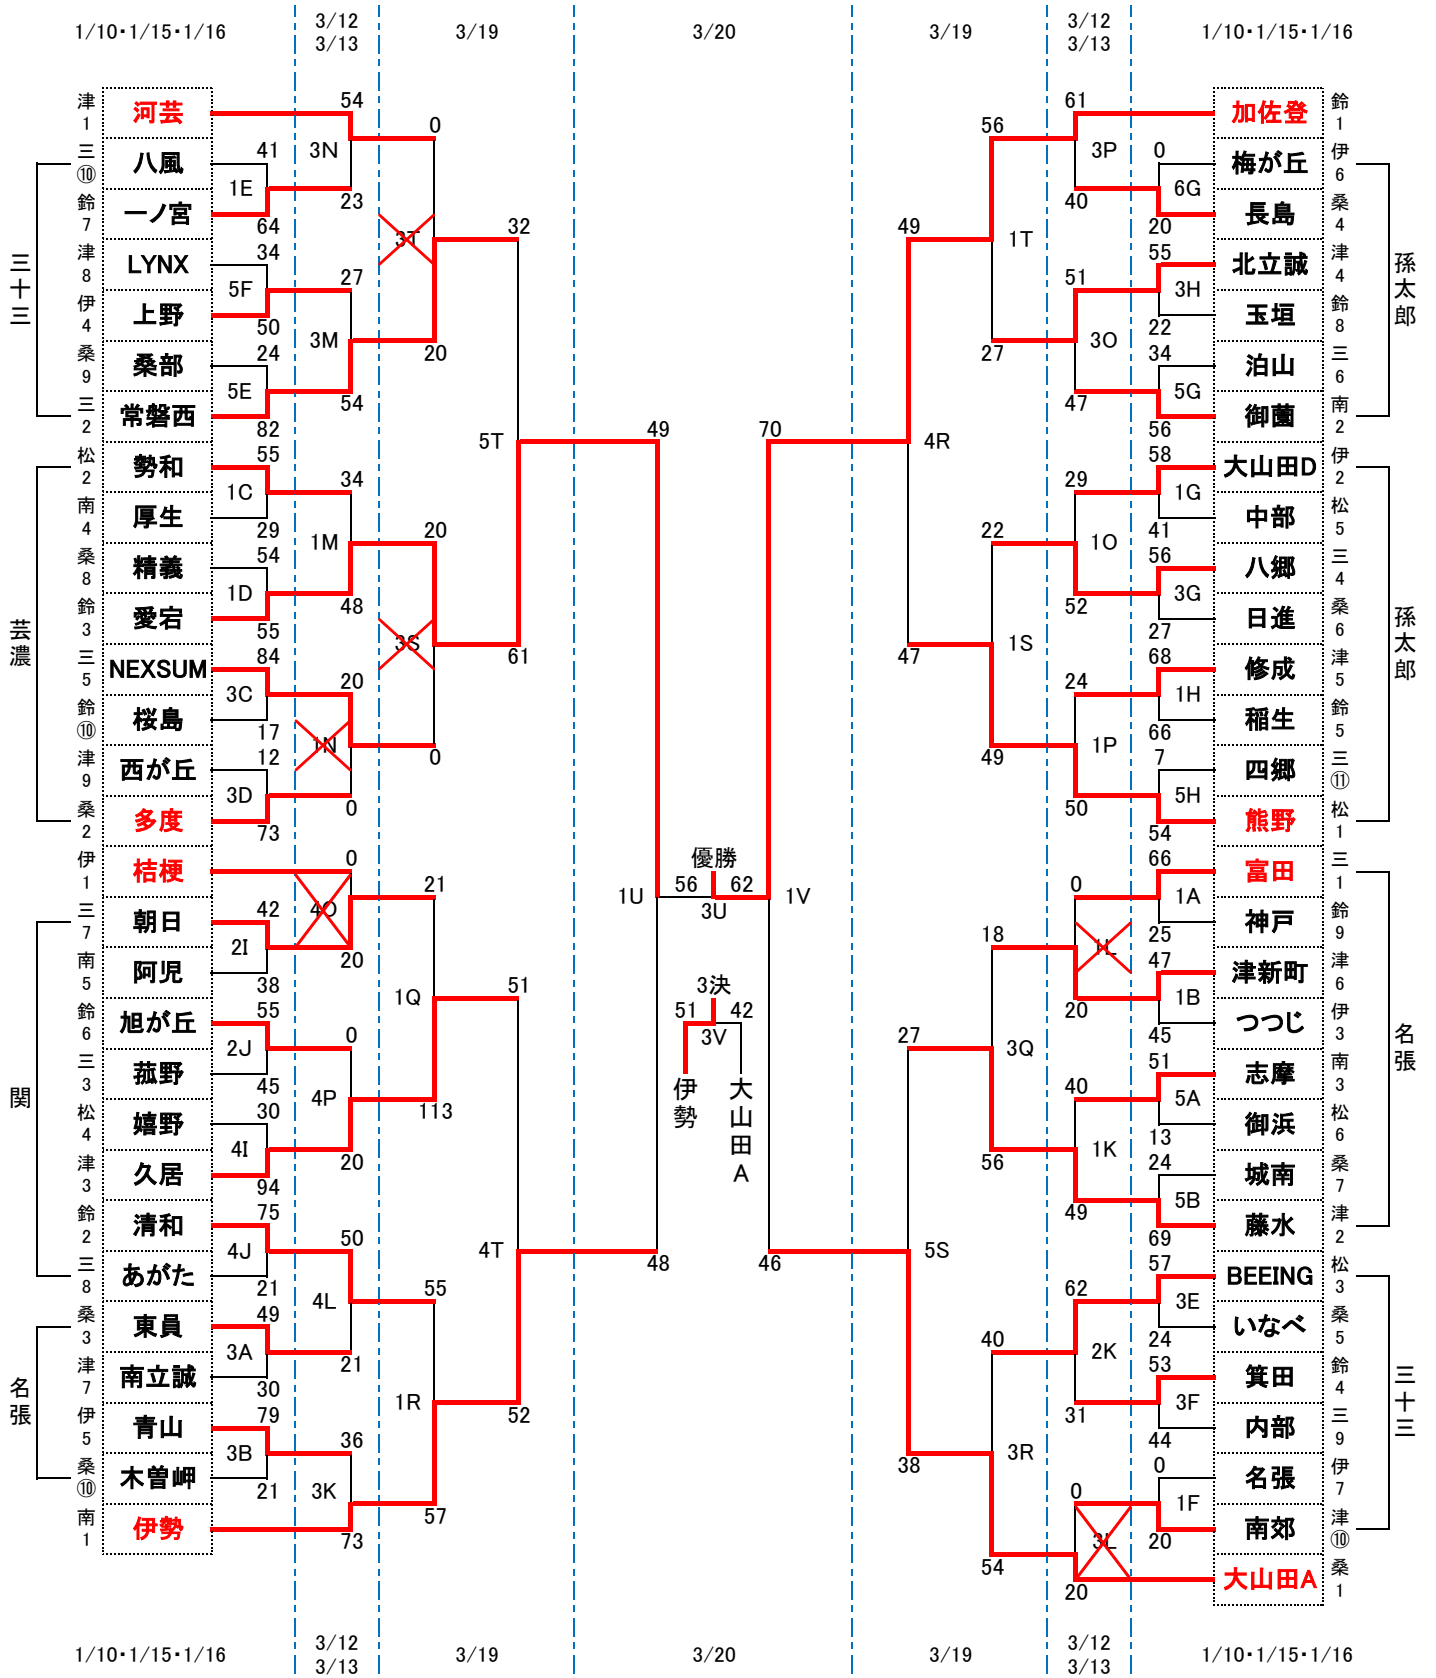 1/10・1/15・1/16
3/12
3/13
3/19
3/20
3/19
3/12
3/13
1/10・1/15・1/16
津1 河芸
三⑩ 八風
鈴7 一ノ宮
津8 LYNX
伊4 上野
桑9 桑部
三2 常磐西
松2 勢和
南4 厚生
桑8 精義
鈴3 愛宕
三5 NEXSUM
鈴⑩ 桜島
津9 西が丘
桑2 多度
伊1 桔梗
三7 朝日
南5 阿児
鈴6 旭が丘
三3 菰野
松4 嬉野
津3 久居
鈴2 清和
三8 あがた
桑3 東員
津7 南立誠
伊5 青山
桑⑩ 木曽岬
南1 伊勢
三十三
芸濃
関
名張
41 1E 64
34 5F 50
24 5E 82
55 1C 29
54 1D 55
84 3C 17
12 3D 73
42 2I 38
55 2J 45
30 4I 94
75 4J 21
49 3A 30
79 3B 21
54 3N 23
27 3M 54
34 1M 48
20 1N 0
0 4O 20
0 4P 20
50 4L 21
36 3K 73
0 3T 20
20 3S 0
21 1Q 113
55 1R 57
32 5T 61
51 4T 52
49 1U 48
優勝
56 3U 62
3決
51 3V 42
伊勢
大山田A
70 1V 46
49 4R 47
27 5S 38
56 1T 27
22 1S 49
18 3Q 56
40 3R 54
61 3P 40
51 3O 47
29 1O 52
24 1P 50
0 1L 20
40 1K 49
62 2K 31
0 3L 20
0 6G 20
55 3H 22
34 5G 56
58 1G 41
56 3G 27
68 1H 66
7 5H 54
66 1A 25
47 1B 45
51 5A 13
24 5B 69
57 3E 24
53 3F 44
0 1F 20
加佐登 鈴1
梅が丘 伊6
長島 桑4
北立誠 津4
玉垣 鈴8
泊山 三6
御薗 南2
大山田D 伊2
中部 松5
八郷 三4
日進 桑6
修成 津5
稲生 鈴5
四郷 三⑪
熊野 松1
富田 三1
神戸 鈴9
津新町 津6
つつじ 伊3
志摩 南3
御浜 松6
城南 桑7
藤水 津2
BEEING 松3
いなべ 桑5
箕田 鈴4
内部 三9
名張 伊7
南郊 津⑩
大山田A 桑1
孫太郎
孫太郎
名張
三十三
1/10・1/15・1/16
3/12
3/13
3/19
3/20
3/19
3/12
3/13
1/10・1/15・1/16